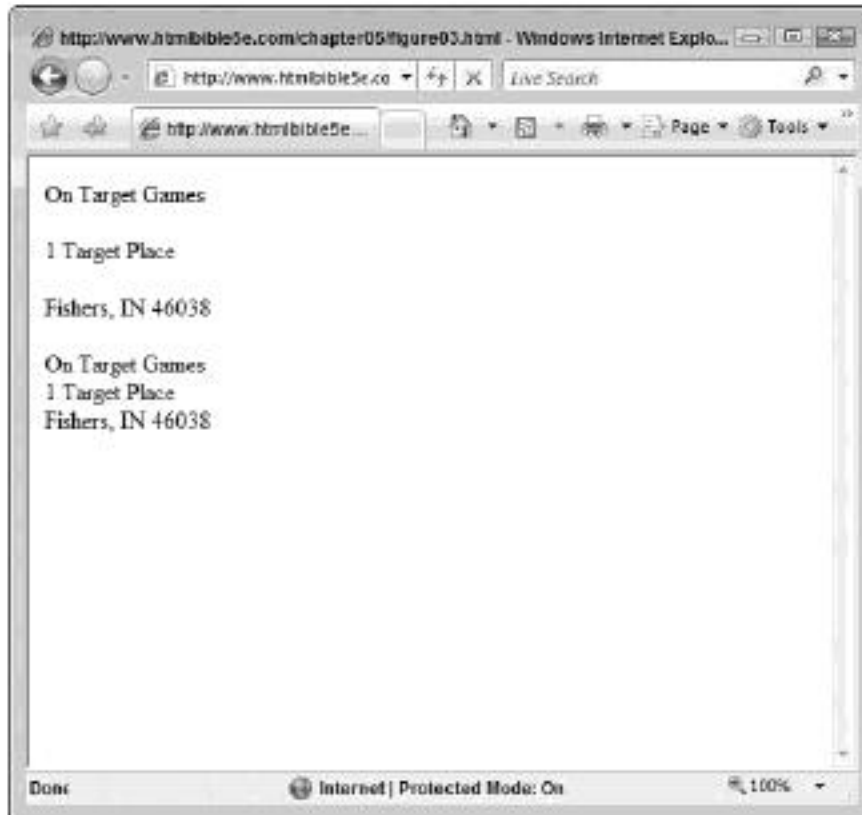 http://www.htmlbible5e.com/chapter05/figure03.html - Windows Internet Explo...
http://www.htmlbible5e.co Live Search
http://www.htmlbible5e... Page Tools »
On Target Games
1 Target Place
Fishers, IN 46038
On Target Games
1 Target Place
Fishers, IN 46038
Done Internet | Protected Mode: On 100%